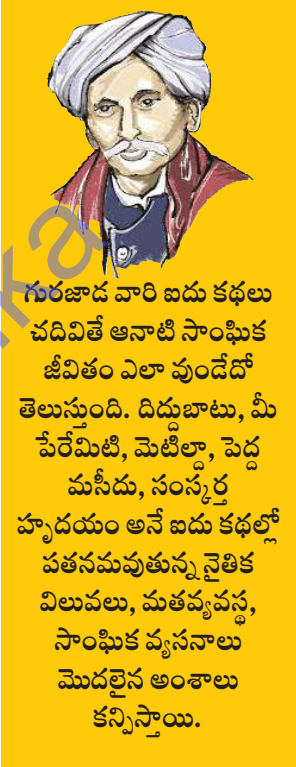 గురజాడ వారి ఐదు కథలు
చదివితే ఆనాటి సాంఘిక
జీవితం ఎలా వుండేదో
తెలుస్తుంది. దిద్దుబాటు, మీ
పేరేమిటి, మెటిల్డా, పెద్ద
మసీదు, సంస్కర్త
హృదయం అనే ఐదు కథల్లో
పతనమవుతున్న నైతిక
విలువలు, మతవ్యవస్థ,
సాంఘిక వ్యసనాలు
మొదలైన అంశాలు
కన్పిస్తాయి.